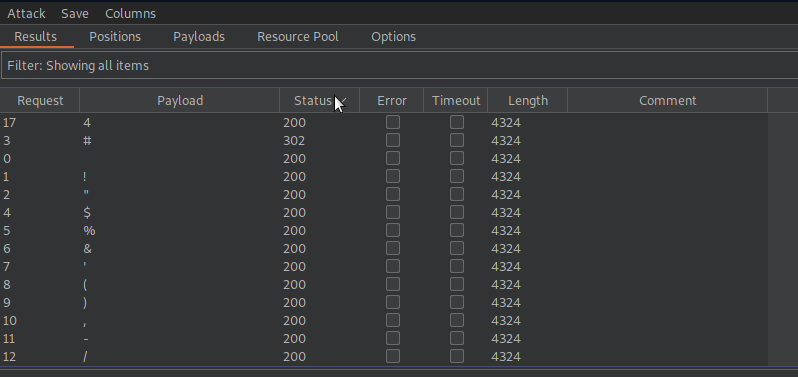 Attack Save Columns
Results Positions Payloads Resource Pool Options
Filter: Showing all items
Request Payload Status Error Timeout Length Comment
17 4 200 4324
3 # 302 4324
0 200 4324
1 ! 200 4324
2 " 200 4324
4 $ 200 4324
5 % 200 4324
6 & 200 4324
7 ' 200 4324
8 ( 200 4324
9 ) 200 4324
10 , 200 4324
11 - 200 4324
12 / 200 4324